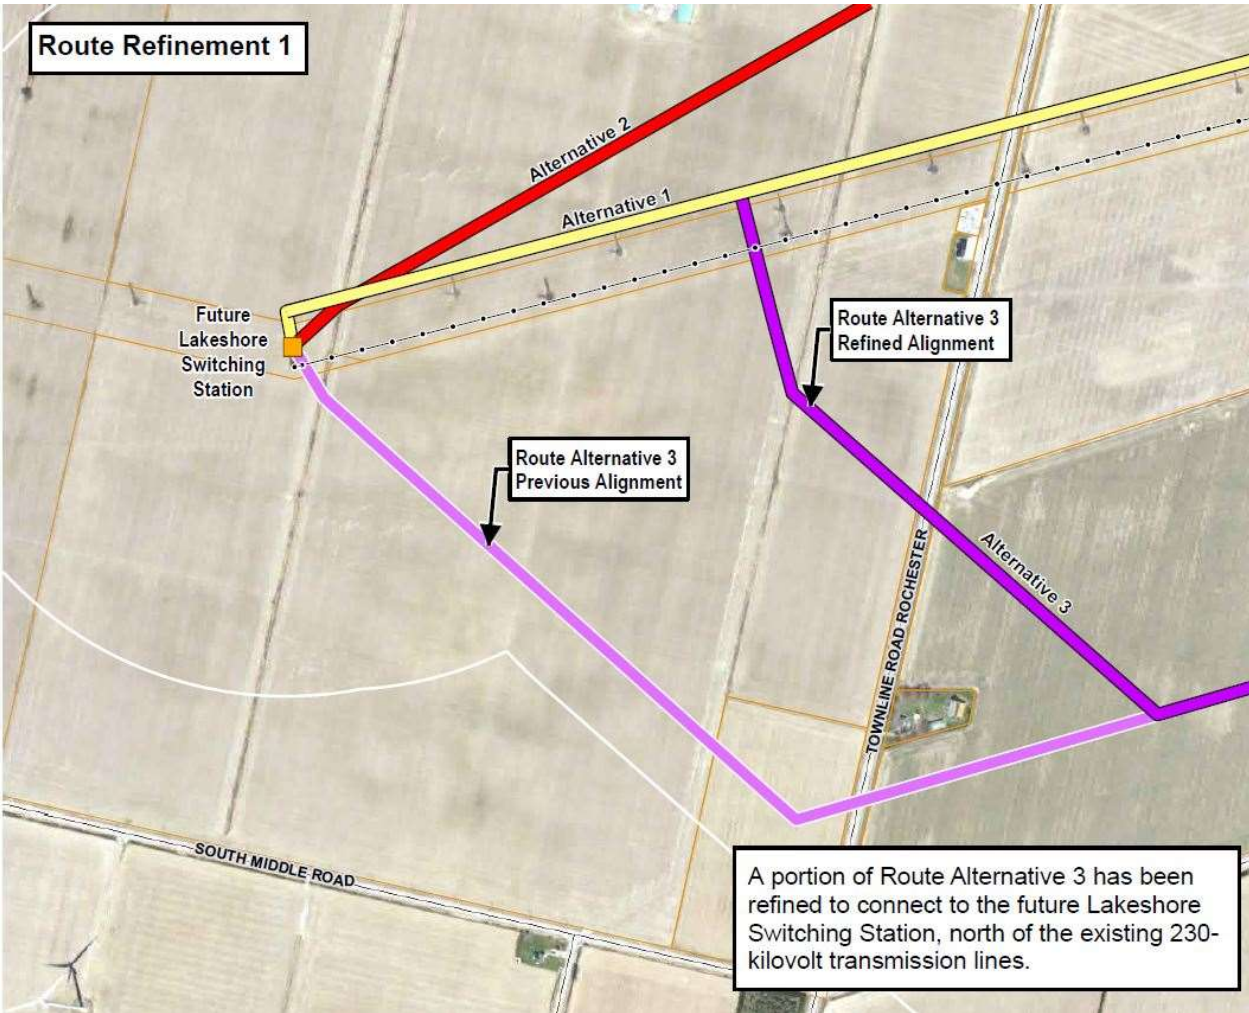 Route Refinement 1
Alternative 2
Alternative 1
Future
Lakeshore
Switching
Station
Route Alternative 3
Refined Alignment
Route Alternative 3
Previous Alignment
Alternative 3
TOWNLINE ROAD ROCHESTER
SOUTH MIDDLE ROAD
A portion of Route Alternative 3 has been
refined to connect to the future Lakeshore
Switching Station, north of the existing 230-
kilovolt transmission lines.